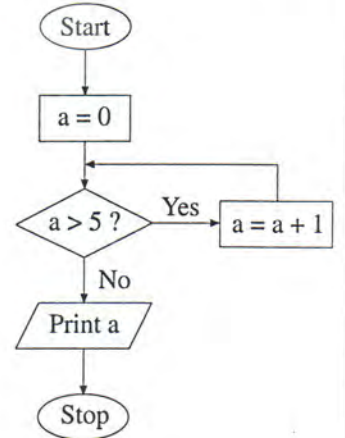 Start
a = 0
a > 5 ?
Yes
a = a + 1
No
Print a
Stop